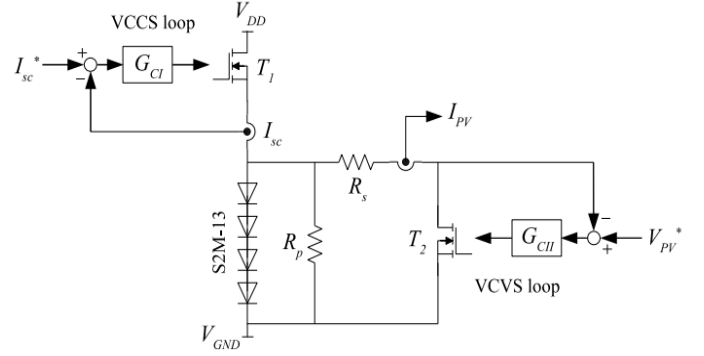 VCCS loop
V_DD
I_sc*
+
−
G_CI
T_1
I_sc
I_PV
R_s
S2M-13
R_p
T_2
G_CII
−
+
V_PV*
VCVS loop
V_GND